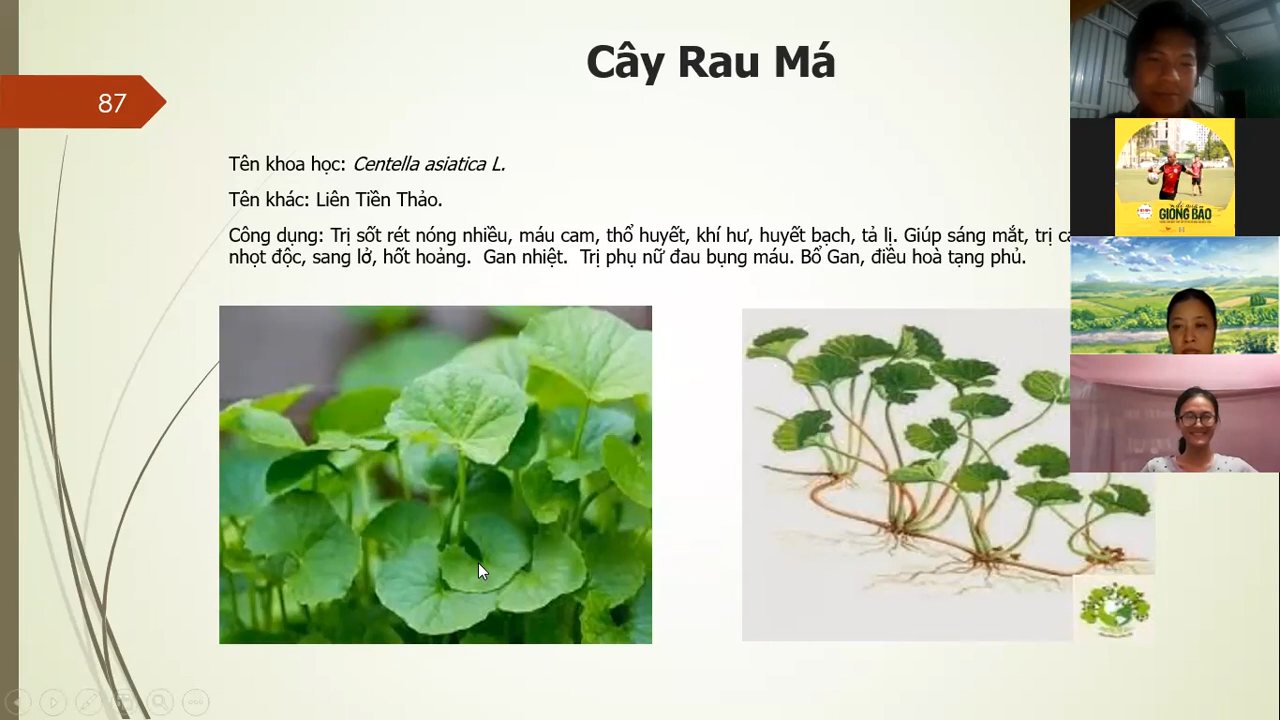 Cây Rau Má
87
Tên khoa học: Centella asiatica L.
Tên khác: Liên Tiền Thảo.
Công dụng: Trị sốt rét nóng nhiều, máu cam, thổ huyết, khí hư, huyết bạch, tả lị. Giúp sáng mắt, trị
nhọt độc, sang lở, hốt hoảng. Gan nhiệt. Trị phụ nữ đau bụng máu. Bổ Gan, điều hoà tạng phủ.
GIÔNG BÃO